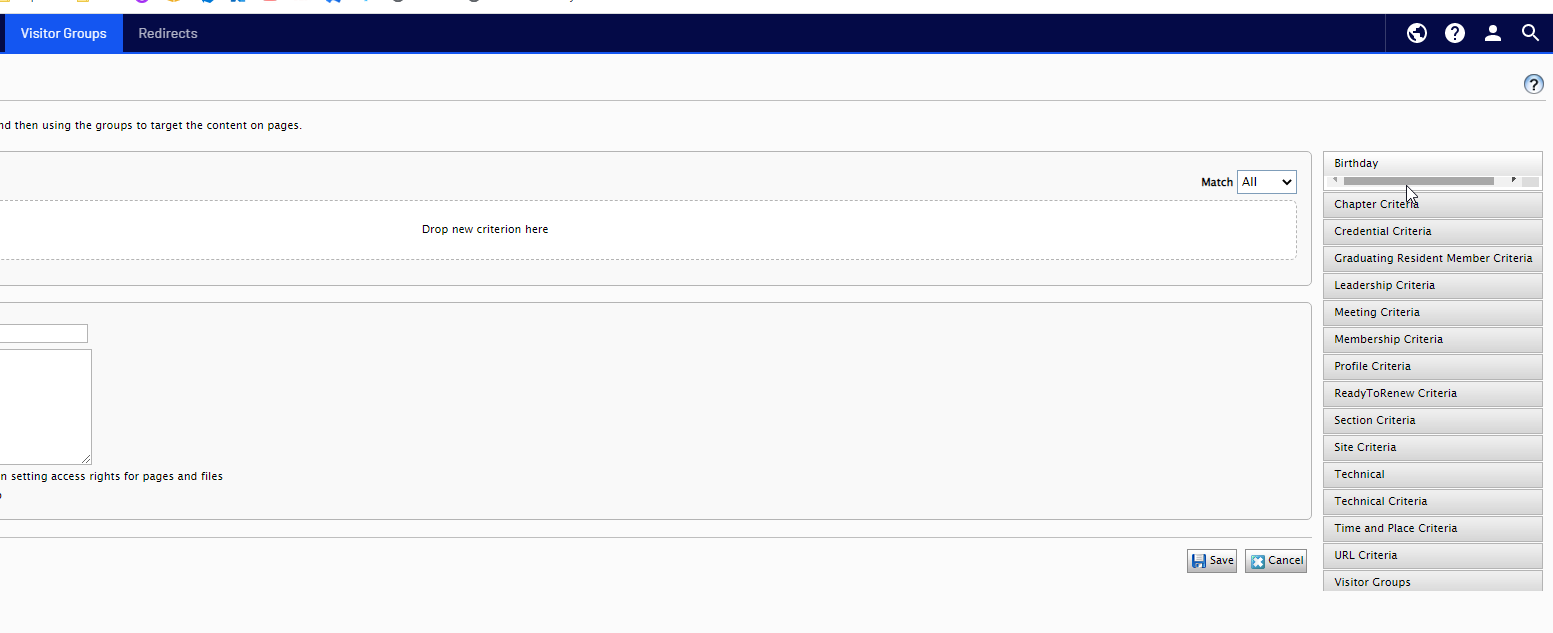 Visitor Groups Redirects
nd then using the groups to target the content on pages.
Match All
Drop new criterion here
n setting access rights for pages and files
Save Cancel
Birthday
Chapter Criteria
Credential Criteria
Graduating Resident Member Criteria
Leadership Criteria
Meeting Criteria
Membership Criteria
Profile Criteria
ReadyToRenew Criteria
Section Criteria
Site Criteria
Technical
Technical Criteria
Time and Place Criteria
URL Criteria
Visitor Groups